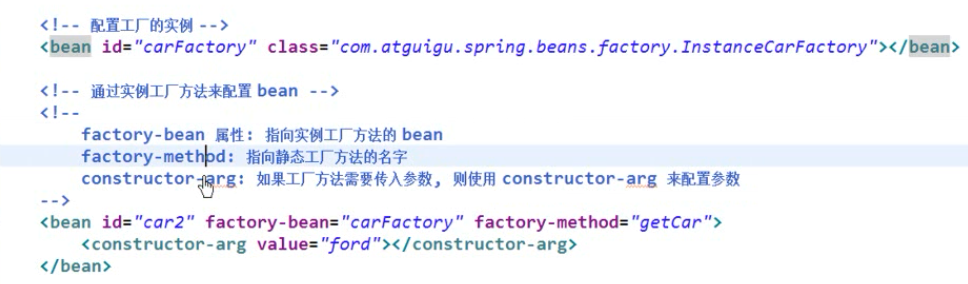 <!-- 配置工厂的实例 -->
<bean id="carFactory" class="com.atguigu.spring.beans.factory.InstanceCarFactory"></bean>
<!-- 通过实例工厂方法来配置 bean -->
<!--
factory-bean 属性: 指向实例工厂方法的 bean
factory-method: 指向静态工厂方法的名字
constructor-arg: 如果工厂方法需要传入参数, 则使用 constructor-arg 来配置参数
-->
<bean id="car2" factory-bean="carFactory" factory-method="getCar">
<constructor-arg value="ford"></constructor-arg>
</bean>